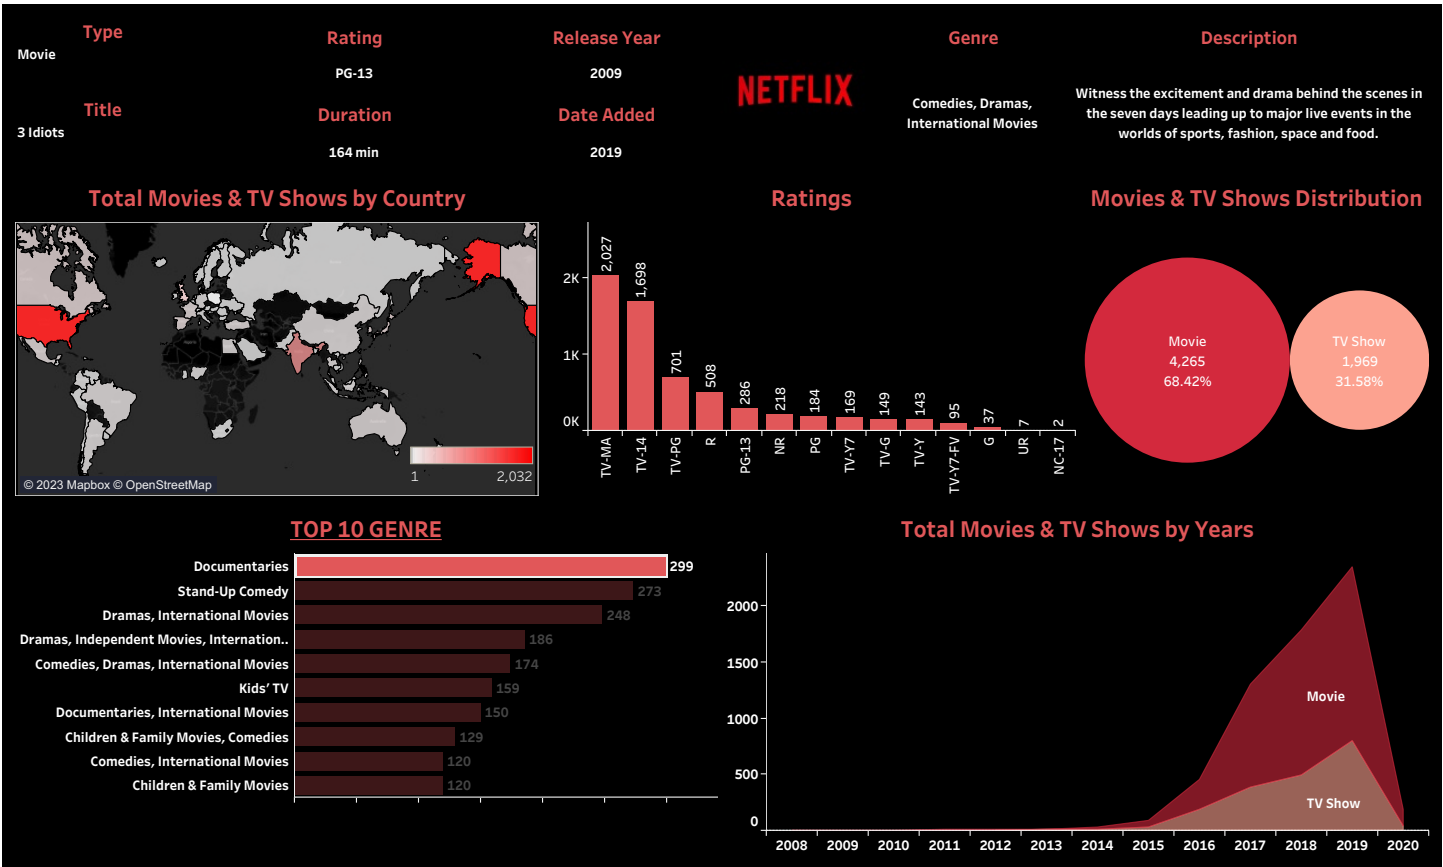 Type
Movie
Rating
PG-13
Release Year
2009
Title
3 Idiots
Duration
164 min
Date Added
2019
NETFLIX
Genre
Comedies, Dramas,
International Movies
Description
Witness the excitement and drama behind the scenes in
the seven days leading up to major live events in the
worlds of sports, fashion, space and food.
Total Movies & TV Shows by Country
1
2,032
© 2023 Mapbox © OpenStreetMap
Ratings
2K
1K
0K
2,027
1,698
701
508
286
218
184
169
149
143
95
37
7
2
TV-MA
TV-14
TV-PG
R
PG-13
NR
PG
TV-Y7
TV-G
TV-Y
TV-Y7-FV
G
UR
NC-17
Movies & TV Shows Distribution
Movie
4,265
68.42%
TV Show
1,969
31.58%
TOP 10 GENRE
Documentaries 299
Stand-Up Comedy 273
Dramas, International Movies 248
Dramas, Independent Movies, Internation.. 186
Comedies, Dramas, International Movies 174
Kids' TV 159
Documentaries, International Movies 150
Children & Family Movies, Comedies 129
Comedies, International Movies 120
Children & Family Movies 120
Total Movies & TV Shows by Years
2000
1500
1000
500
0
Movie
TV Show
2008 2009 2010 2011 2012 2013 2014 2015 2016 2017 2018 2019 2020